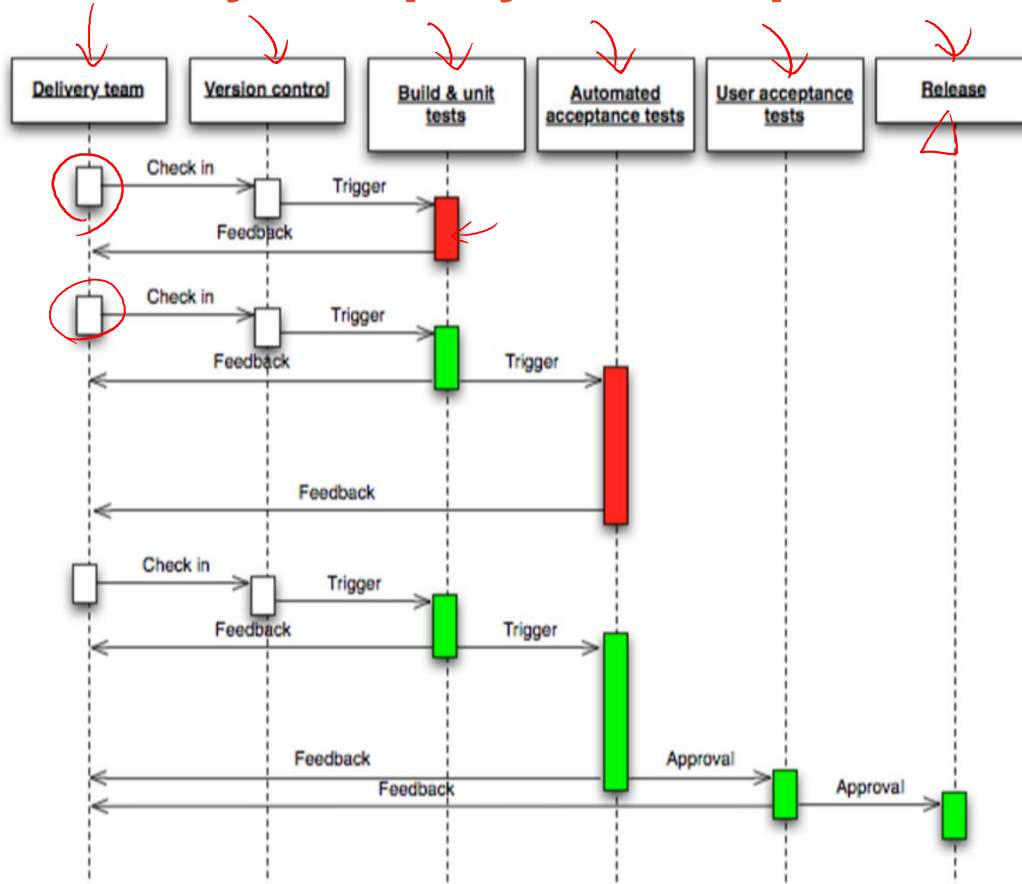 Delivery team
Version control
Build & unit
tests
Automated
acceptance tests
User acceptance
tests
Release
Check in
Trigger
Feedback
Check in
Trigger
Feedback
Trigger
Feedback
Check in
Trigger
Feedback
Trigger
Feedback
Approval
Feedback
Approval